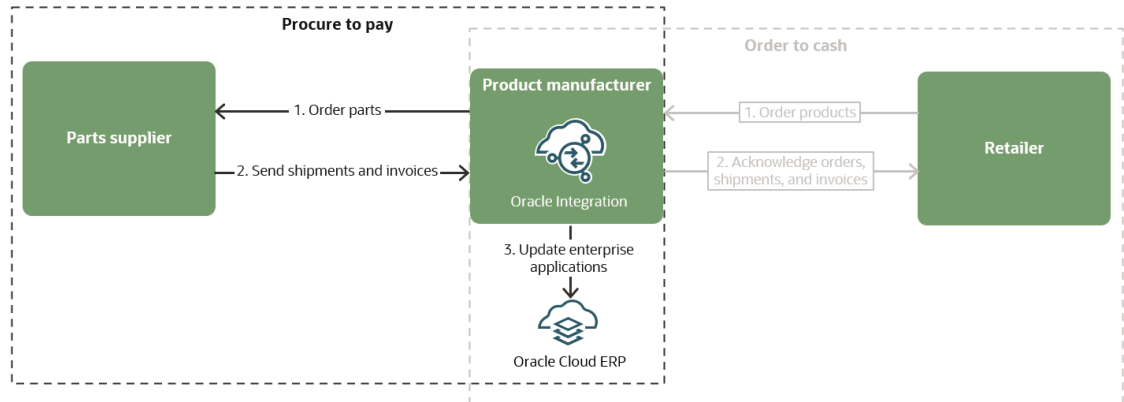 Procure to pay
Order to cash
Parts supplier
1. Order parts
2. Send shipments and invoices
Product manufacturer
Oracle Integration
1. Order products
2. Acknowledge orders,
shipments, and invoices
Retailer
3. Update enterprise
applications
Oracle Cloud ERP